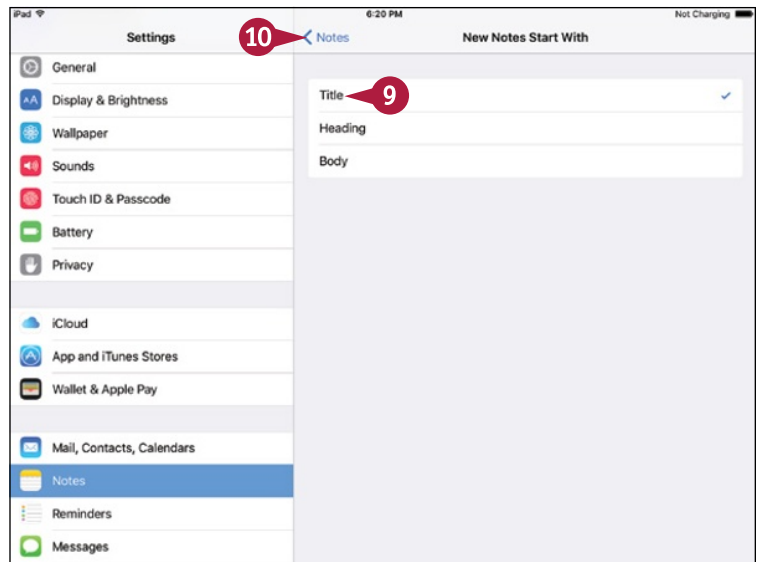 iPad 6:20 PM Not Charging
Settings 10 Notes New Notes Start With
General
Display & Brightness
Wallpaper
Sounds
Touch ID & Passcode
Battery
Privacy
iCloud
App and iTunes Stores
Wallet & Apple Pay
Mail, Contacts, Calendars
Notes
Reminders
Messages
Title 9
Heading
Body